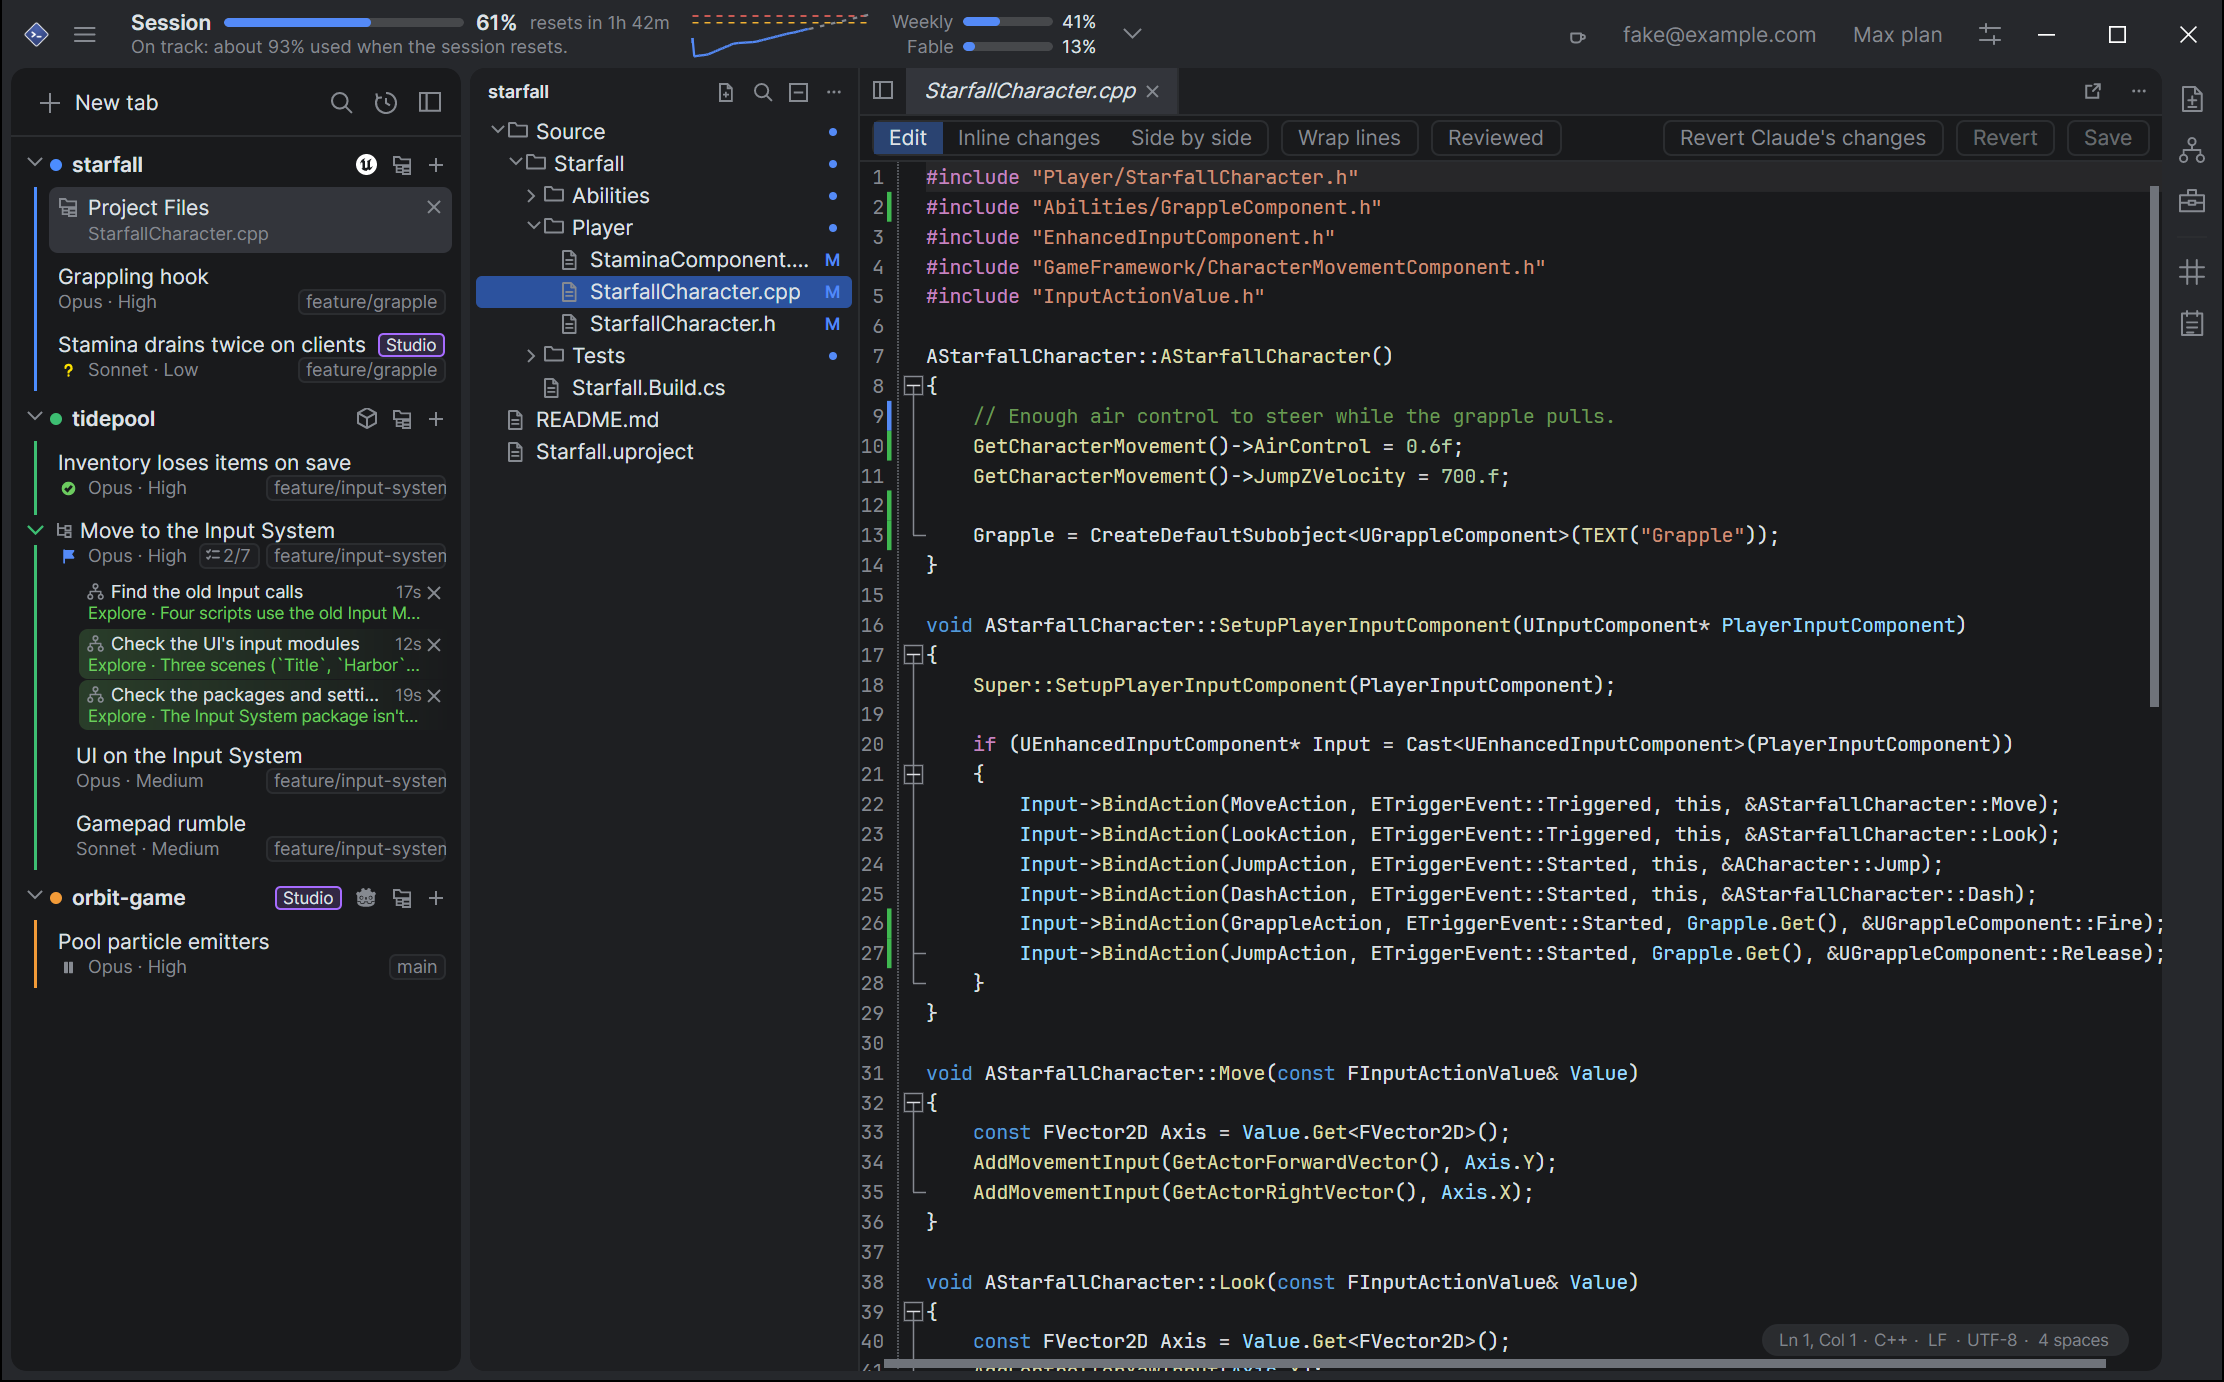 Session 61% resets in 1h 42m
On track: about 93% used when the session resets.
Weekly 41%
Fable 13%
fake@example.com Max plan
New tab
starfall
Project Files
StarfallCharacter.cpp
Grappling hook
Opus · High feature/grapple
Stamina drains twice on clients Studio
? Sonnet · Low feature/grapple
tidepool
Inventory loses items on save
Opus · High feature/input-system
Move to the Input System
Opus · High 2/7 feature/input-system
Find the old Input calls 17s
Explore · Four scripts use the old Input M...
Check the UI's input modules 12s
Explore · Three scenes (`Title`, `Harbor`...
Check the packages and setti... 19s
Explore · The Input System package isn't...
UI on the Input System
Opus · Medium feature/input-system
Gamepad rumble
Sonnet · Medium feature/input-system
orbit-game Studio
Pool particle emitters
Opus · High main
starfall
Source
Starfall
Abilities
Player
StaminaComponent.... M
StarfallCharacter.cpp M
StarfallCharacter.h M
Tests
Starfall.Build.cs
README.md
Starfall.uproject
StarfallCharacter.cpp
Edit Inline changes Side by side Wrap lines Reviewed Revert Claude's changes Revert Save
1 #include "Player/StarfallCharacter.h"
2 #include "Abilities/GrappleComponent.h"
3 #include "EnhancedInputComponent.h"
4 #include "GameFramework/CharacterMovementComponent.h"
5 #include "InputActionValue.h"
6
7 AStarfallCharacter::AStarfallCharacter()
8 {
9 // Enough air control to steer while the grapple pulls.
10 GetCharacterMovement()->AirControl = 0.6f;
11 GetCharacterMovement()->JumpZVelocity = 700.f;
12
13 Grapple = CreateDefaultSubobject<UGrappleComponent>(TEXT("Grapple"));
14 }
15
16 void AStarfallCharacter::SetupPlayerInputComponent(UInputComponent* PlayerInputComponent)
17 {
18 Super::SetupPlayerInputComponent(PlayerInputComponent);
19
20 if (UEnhancedInputComponent* Input = Cast<UEnhancedInputComponent>(PlayerInputComponent))
21 {
22 Input->BindAction(MoveAction, ETriggerEvent::Triggered, this, &AStarfallCharacter::Move);
23 Input->BindAction(LookAction, ETriggerEvent::Triggered, this, &AStarfallCharacter::Look);
24 Input->BindAction(JumpAction, ETriggerEvent::Started, this, &ACharacter::Jump);
25 Input->BindAction(DashAction, ETriggerEvent::Started, this, &AStarfallCharacter::Dash);
26 Input->BindAction(GrappleAction, ETriggerEvent::Started, Grapple.Get(), &UGrappleComponent::Fire);
27 Input->BindAction(JumpAction, ETriggerEvent::Started, Grapple.Get(), &UGrappleComponent::Release);
28 }
29 }
30
31 void AStarfallCharacter::Move(const FInputActionValue& Value)
32 {
33 const FVector2D Axis = Value.Get<FVector2D>();
34 AddMovementInput(GetActorForwardVector(), Axis.Y);
35 AddMovementInput(GetActorRightVector(), Axis.X);
36 }
37
38 void AStarfallCharacter::Look(const FInputActionValue& Value)
39 {
40 const FVector2D Axis = Value.Get<FVector2D>();
Ln 1, Col 1 · C++ · LF · UTF-8 · 4 spaces